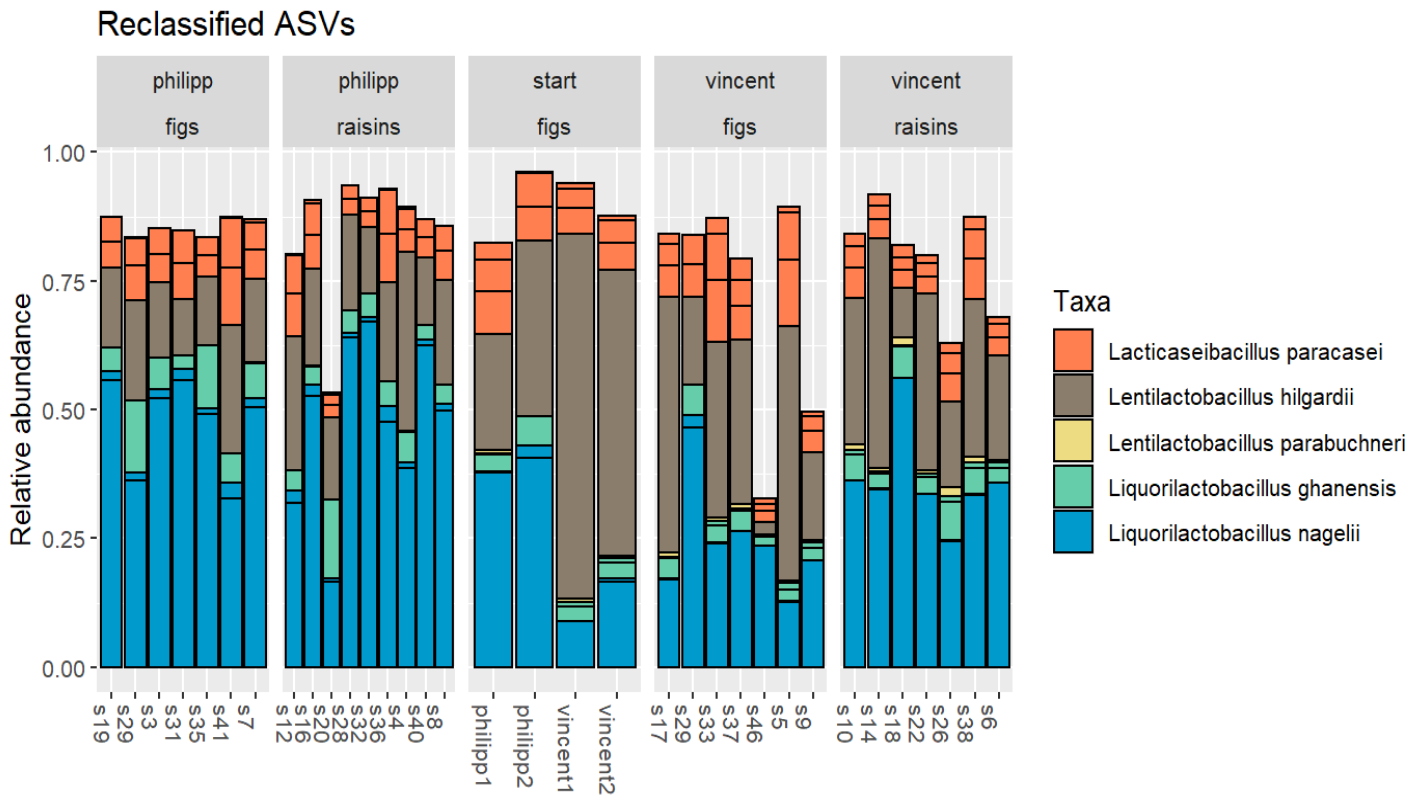 Reclassified ASVs
philipp
figs
philipp
raisins
start
figs
vincent
figs
vincent
raisins
Relative abundance
1.00
0.75
0.50
0.25
0.00
s19
s29
s3
s31
s35
s41
s7
s12
s16
s20
s28
s32
s36
s4
s40
s8
philipp1
philipp2
vincent1
vincent2
s17
s29
s33
s37
s46
s5
s9
s10
s14
s18
s22
s26
s38
s6
Taxa
Lacticaseibacillus paracasei
Lentilactobacillus hilgardii
Lentilactobacillus parabuchneri
Liquorilactobacillus ghanensis
Liquorilactobacillus nagelii